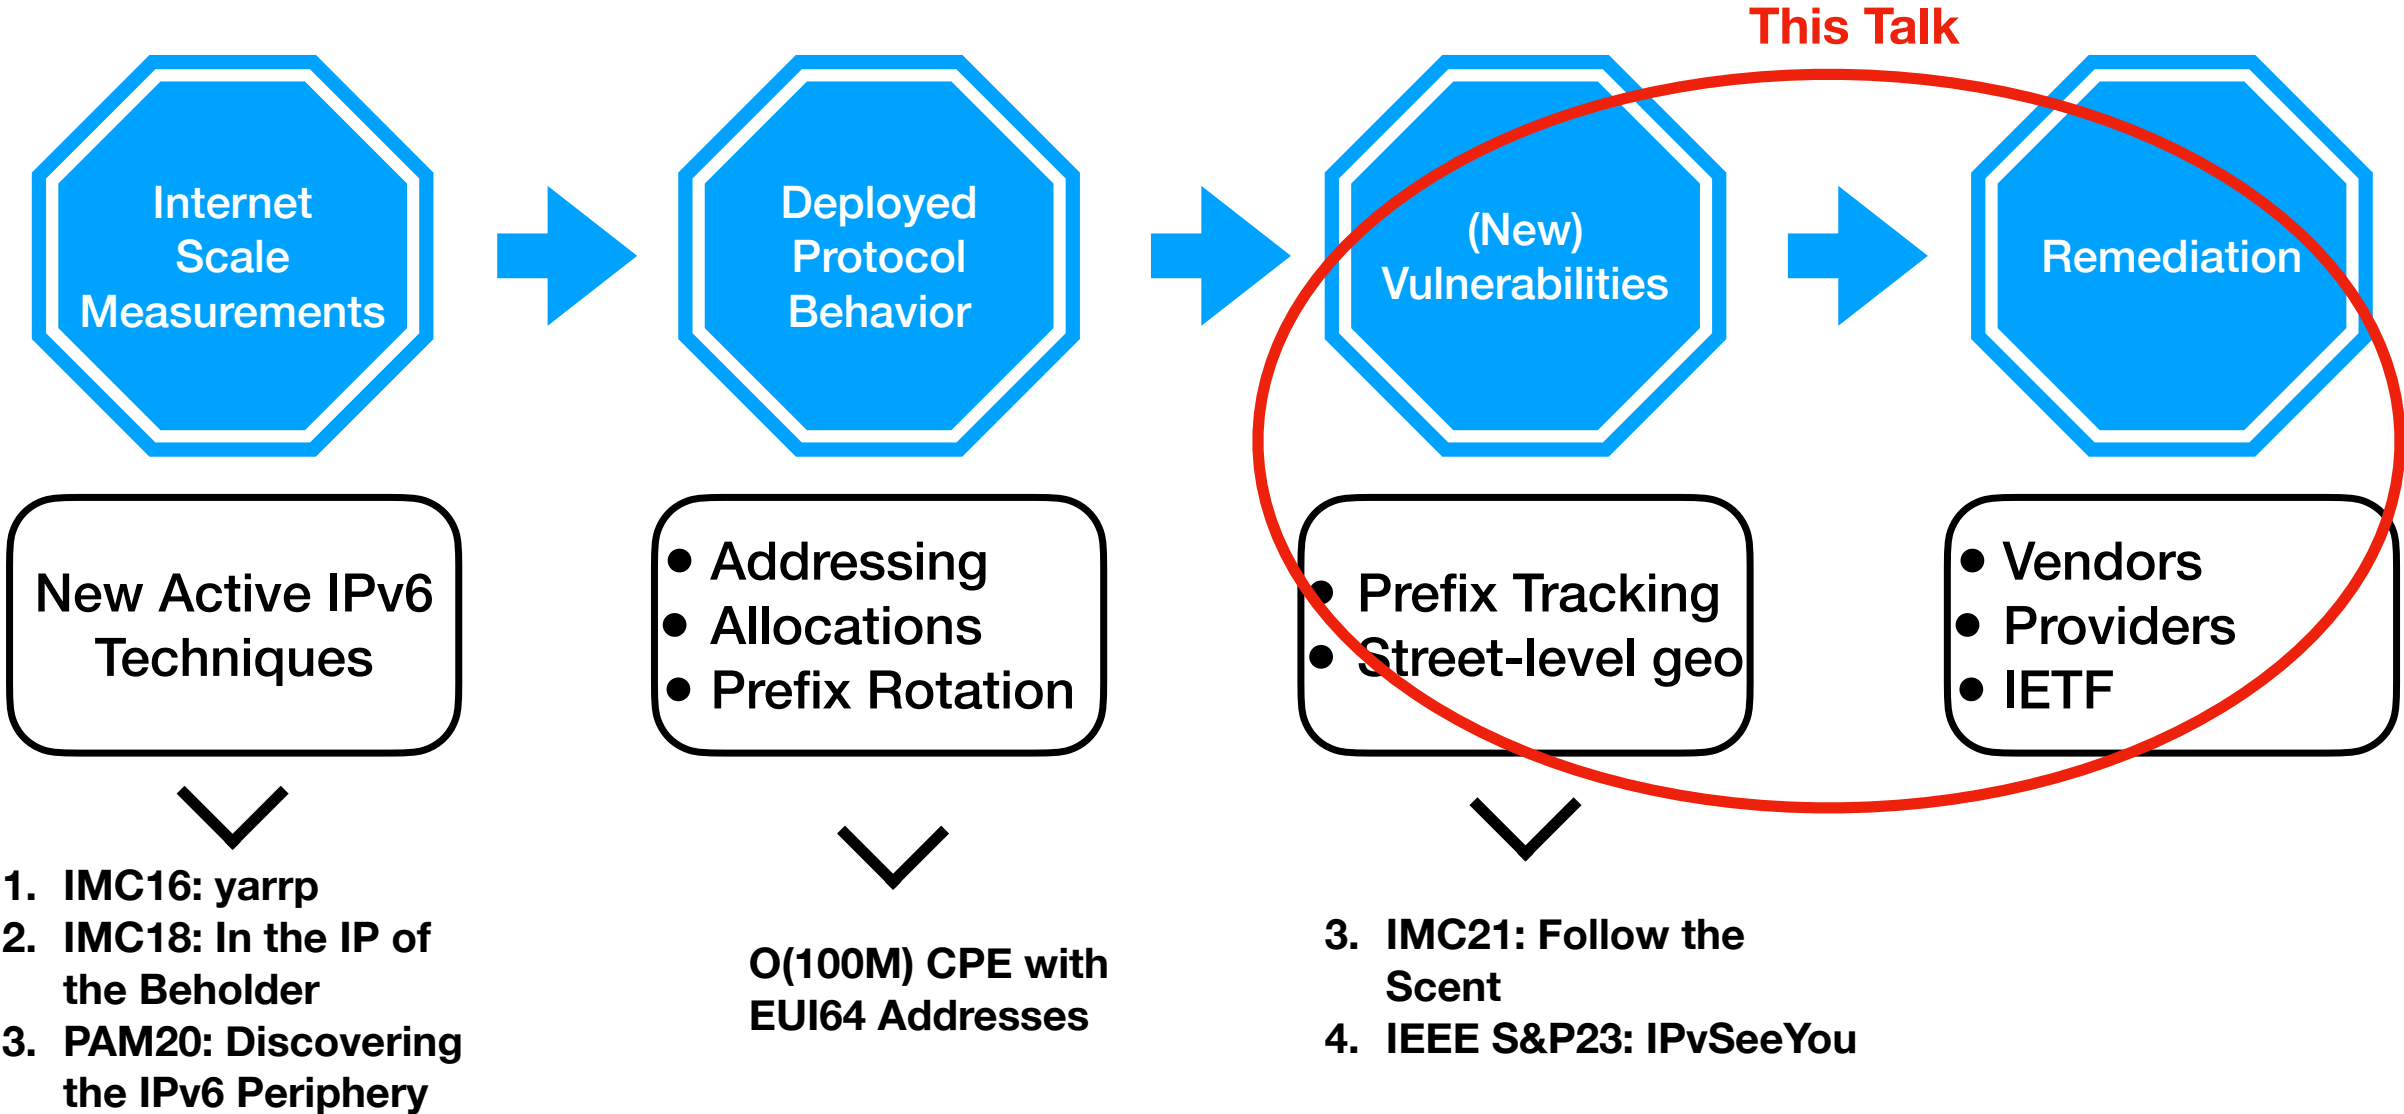 This Talk
Internet
Scale
Measurements
Deployed
Protocol
Behavior
(New)
Vulnerabilities
Remediation
New Active IPv6
Techniques
• Addressing
• Allocations
• Prefix Rotation
• Prefix Tracking
• Street-level geo
• Vendors
• Providers
• IETF
1. IMC16: yarrp
2. IMC18: In the IP of
the Beholder
3. PAM20: Discovering
the IPv6 Periphery
O(100M) CPE with
EUI64 Addresses
3. IMC21: Follow the
Scent
4. IEEE S&P23: IPvSeeYou